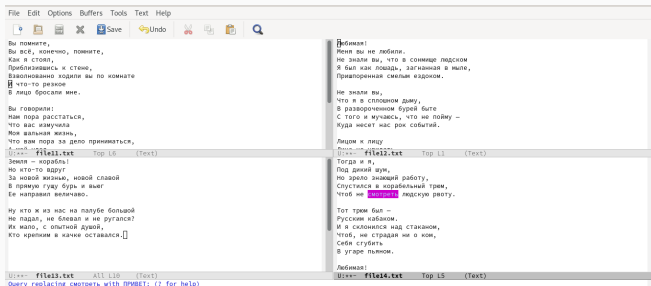 File Edit Options Buffers Tools Text Help
Save Undo
Вы помните,
Вы всё, конечно, помните,
Как я стоял,
Приблизившись к стене,
Взволнованно ходили вы по комнате
И что-то резкое
В лицо бросали мне.
Вы говорили:
Нам пора расстаться,
Что вас измучила
Моя шальная жизнь,
Что вам пора за дело приниматься,
U:**- file11.txt Top L6 (Text)
Любимая!
Меня вы не любили.
Не знали вы, что в сонмище людском
Я был как лошадь, загнанная в мыле,
Пришпоренная смелым ездоком.
Не знали вы,
Что я в сплошном дыму,
В развороченном бурей быте
С того и мучаюсь, что не пойму —
Куда несет нас рок событий.
Лицом к лицу
U:**- file12.txt Top L1 (Text)
Земля — корабль!
Но кто-то вдруг
За новой жизнью, новой славой
В прямую гущу бурь и вьюг
Ее направил величаво.
Ну кто ж из нас на палубе большой
Не падал, не блевал и не ругался?
Их мало, с опытной душой,
Кто крепким в качке оставался.
U:**- file13.txt All L10 (Text)
Тогда и я,
Под дикий шум,
Но зрело знающий работу,
Спустился в корабельный трюм,
Чтоб не смотреть людскую рвоту.
Тот трюм был —
Русским кабаком.
И я склонился над стаканом,
Чтоб, не страдая ни о ком,
Себя сгубить
В угаре пьяном.
Любимая!
U:**- file14.txt Top L5 (Text)
Query replacing смотреть with ПРИВЕТ: (? for help)